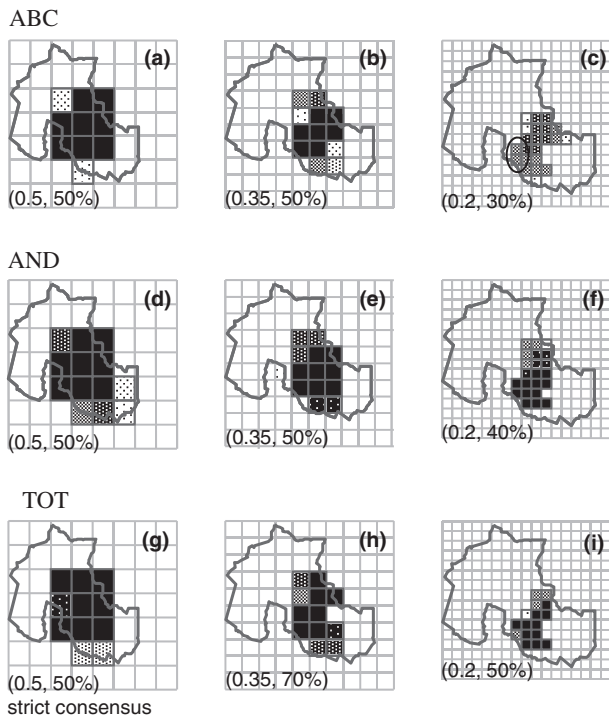 ABC
(a)
(b)
(c)
(0.5, 50%)
(0.35, 50%)
(0.2, 30%)
AND
(d)
(e)
(f)
(0.5, 50%)
(0.35, 50%)
(0.2, 40%)
TOT
(g)
(h)
(i)
(0.5, 50%)
(0.35, 70%)
(0.2, 50%)
strict consensus